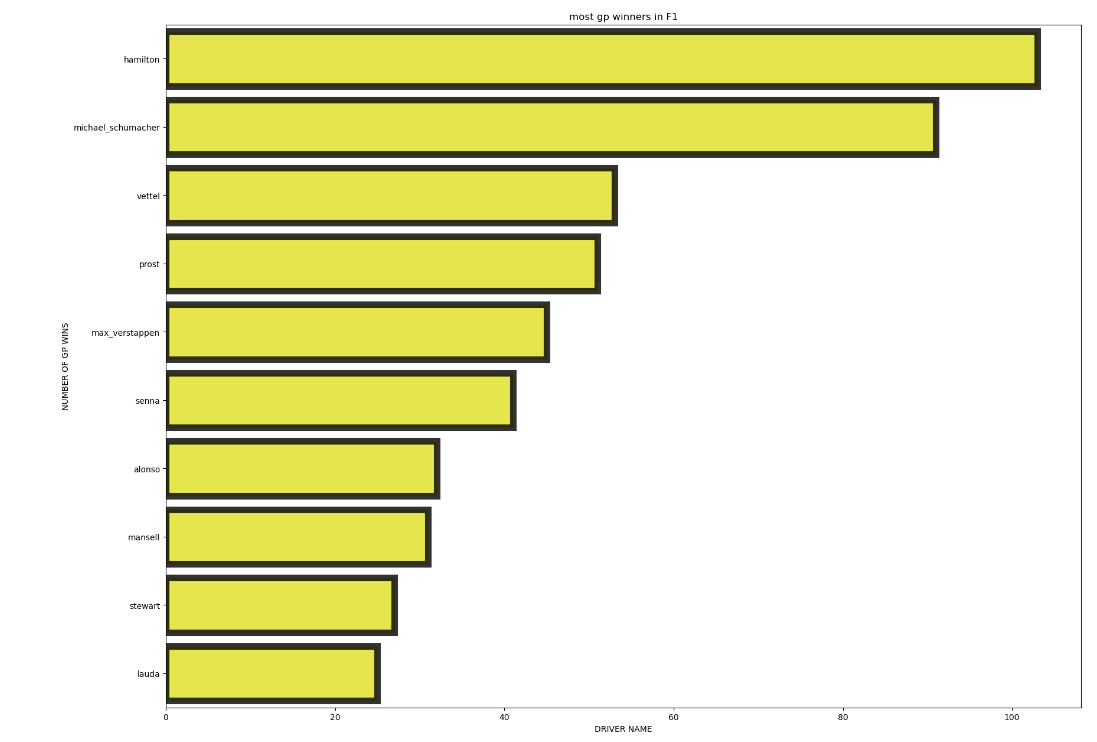 most gp winners in F1
hamilton
michael_schumacher
vettel
prost
max_verstappen
senna
alonso
mansell
stewart
lauda
NUMBER OF GP WINS
0 20 40 60 80 100
DRIVER NAME